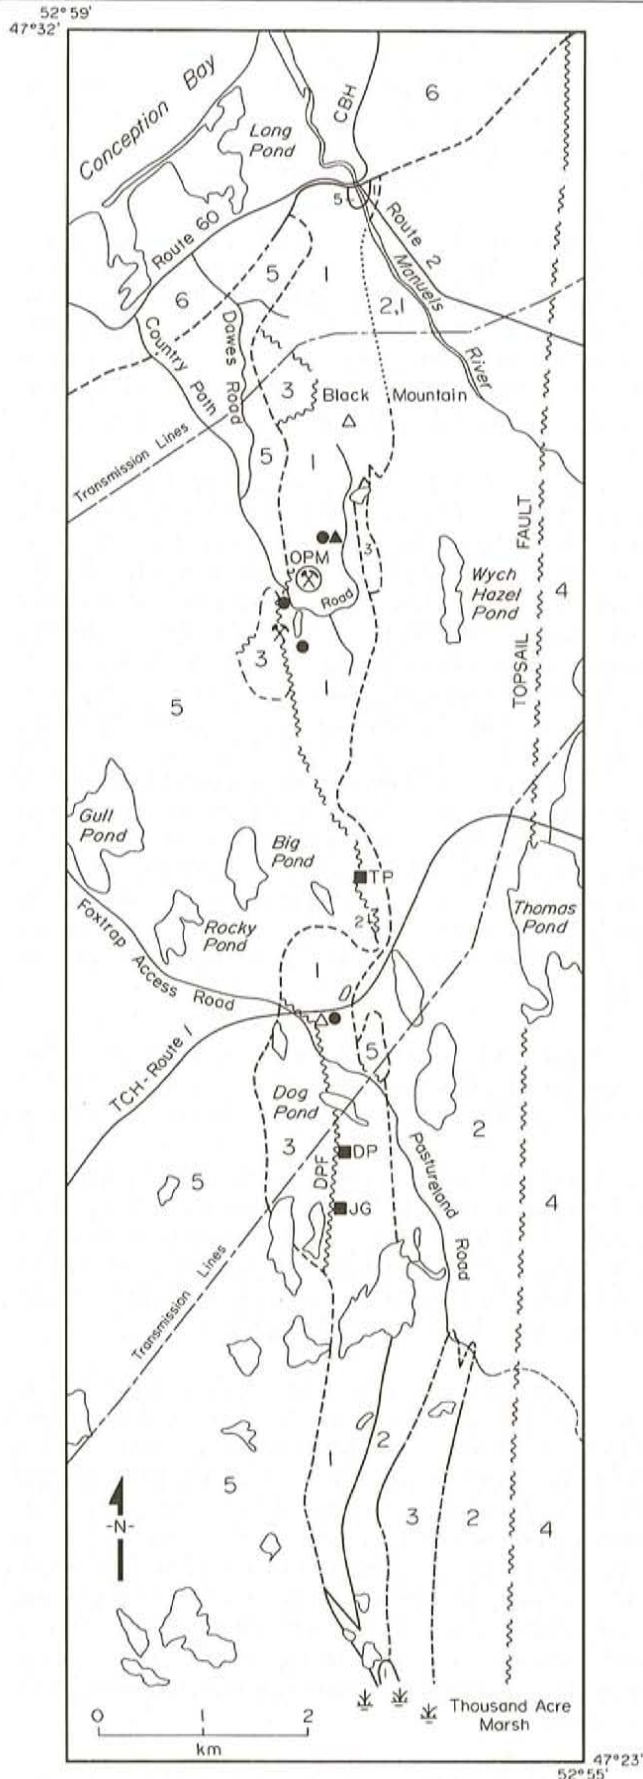 52°59'
47°32'
Conception Bay
Long
Pond
CBH
6
5
Route 60
Route 2
Manuels
River
5
1
6
2,1
Country
Path
Dawes
Road
3
Black Mountain
Transmission Lines
5
1
OPM
3
Road
Wych
Hazel
Pond
TOPSAIL FAULT
4
3
1
5
Gull
Pond
Big
Pond
TP
Rocky
Pond
Thomas
Pond
Foxtrap
Access
Road
1
TCH-Route 1
5
Dog
Pond
3
DPF
DP
JG
Pastureland
Road
2
4
5
Transmission Lines
1
2
5
3
2
4
-N-
1
0 1 2
km
Thousand Acre
Marsh
47°23'
52°55'